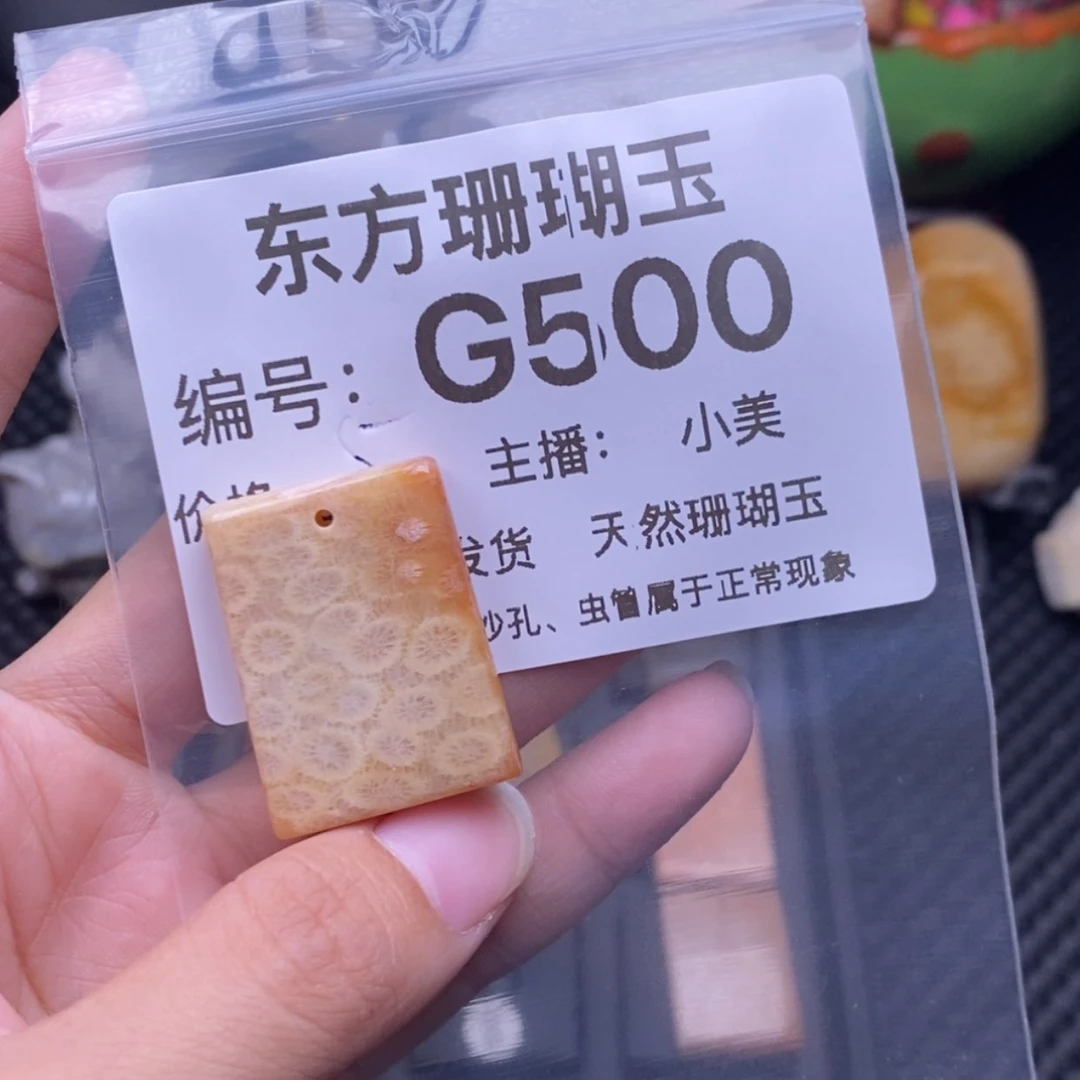 东方珊瑚玉
编号： G500
主播： 小美
价格 发货 天然珊瑚玉
沙孔、虫管属于正常现象